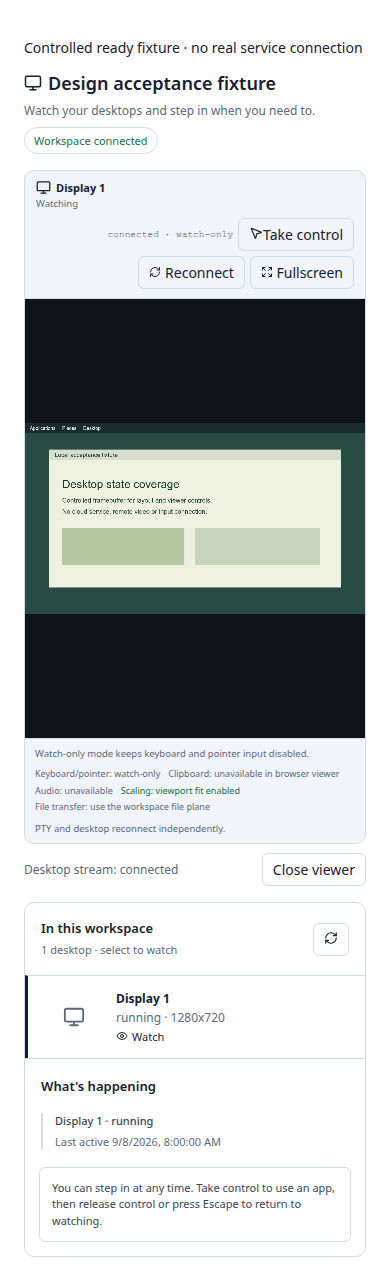 Controlled ready fixture · no real service connection
Design acceptance fixture
Watch your desktops and step in when you need to.
Workspace connected
Display 1
Watching
connected · watch-only
Take control
Reconnect
Fullscreen
Applications Places Desktop
Local acceptance fixture
Desktop state coverage
Controlled framebuffer for layout and viewer controls.
No cloud service, remote video or input connection.
Watch-only mode keeps keyboard and pointer input disabled.
Keyboard/pointer: watch-only Clipboard: unavailable in browser viewer
Audio: unavailable Scaling: viewport fit enabled
File transfer: use the workspace file plane
PTY and desktop reconnect independently.
Desktop stream: connected
Close viewer
In this workspace
1 desktop · select to watch
Display 1
running · 1280x720
Watch
What's happening
Display 1 · running
Last active 9/8/2026, 8:00:00 AM
You can step in at any time. Take control to use an app,
then release control or press Escape to return to
watching.